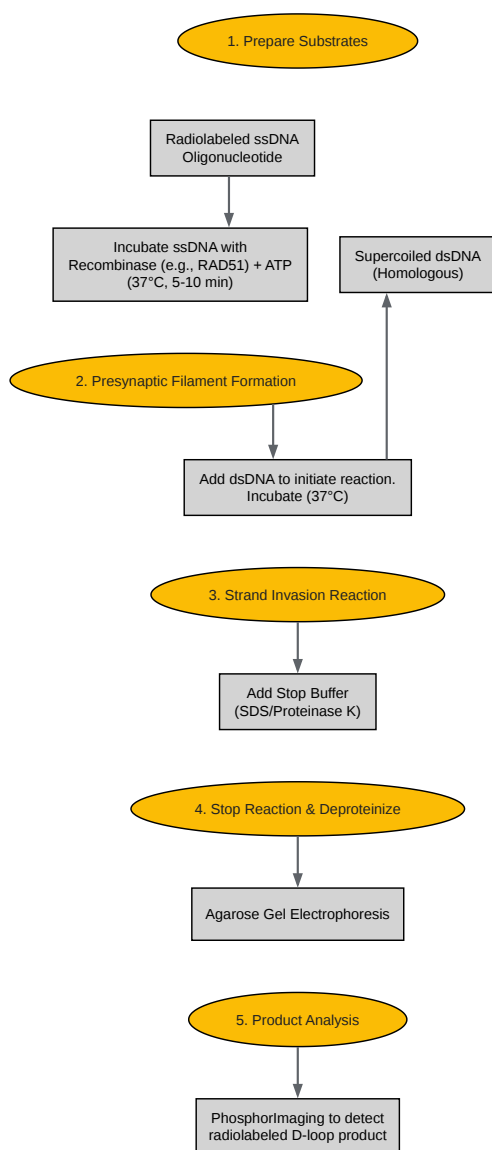 1. Prepare Substrates
Radiolabeled ssDNA
Oligonucleotide
Incubate ssDNA with
Recombinase (e.g., RAD51) + ATP
(37°C, 5-10 min)
Supercoiled dsDNA
(Homologous)
2. Presynaptic Filament Formation
Add dsDNA to initiate reaction.
Incubate (37°C)
3. Strand Invasion Reaction
Add Stop Buffer
(SDS/Proteinase K)
4. Stop Reaction & Deproteinize
Agarose Gel Electrophoresis
5. Product Analysis
PhosphorImaging to detect
radiolabeled D-loop product